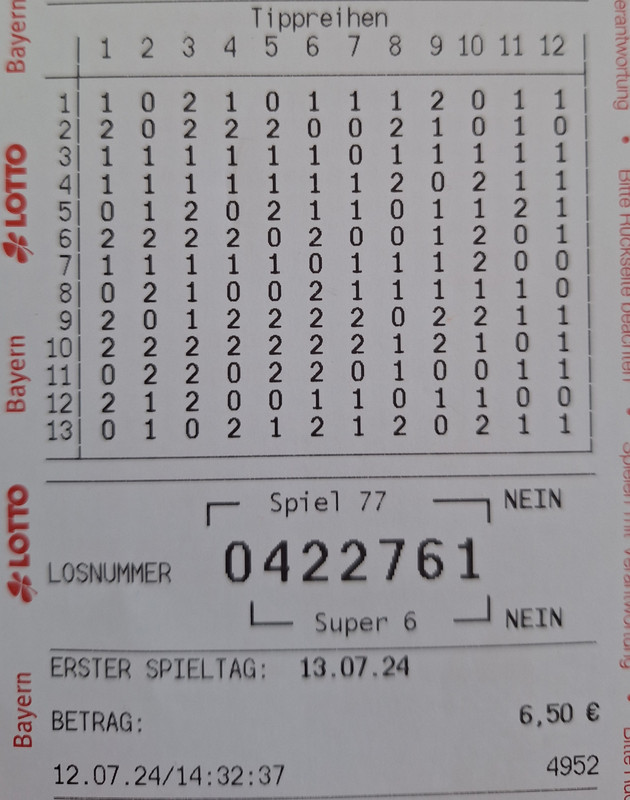 Tippreihen
1 2 3 4 5 6 7 8 9 10 11 12
1 1 0 2 1 0 1 1 1 2 0 1 1
2 2 0 2 2 2 0 0 2 1 0 1 0
3 1 1 1 1 1 1 0 1 1 1 1 1
4 1 1 1 1 1 1 1 2 0 2 1 1
5 0 1 2 0 2 1 1 0 1 1 2 1
6 2 2 2 2 0 2 0 0 1 2 0 1
7 1 1 1 1 1 0 1 1 1 2 0 0
8 0 2 1 0 0 2 1 1 1 1 1 0
9 2 0 1 2 2 2 2 0 2 2 1 1
10 2 2 2 2 2 2 2 1 2 1 0 1
11 0 2 2 0 2 2 0 1 0 0 1 1
12 2 1 2 0 0 1 1 0 1 1 0 0
13 0 1 0 2 1 2 1 2 0 2 1 1
Spiel 77 NEIN
LOSNUMMER 0422761
Super 6 NEIN
ERSTER SPIELTAG: 13.07.24
BETRAG: 6,50 €
12.07.24/14:32:37 4952
Bayern
LOTTO
Bayern
LOTTO
Bayern
erantwortung • Bitte Rückseite beachten • Spielen mit Verantwortung •